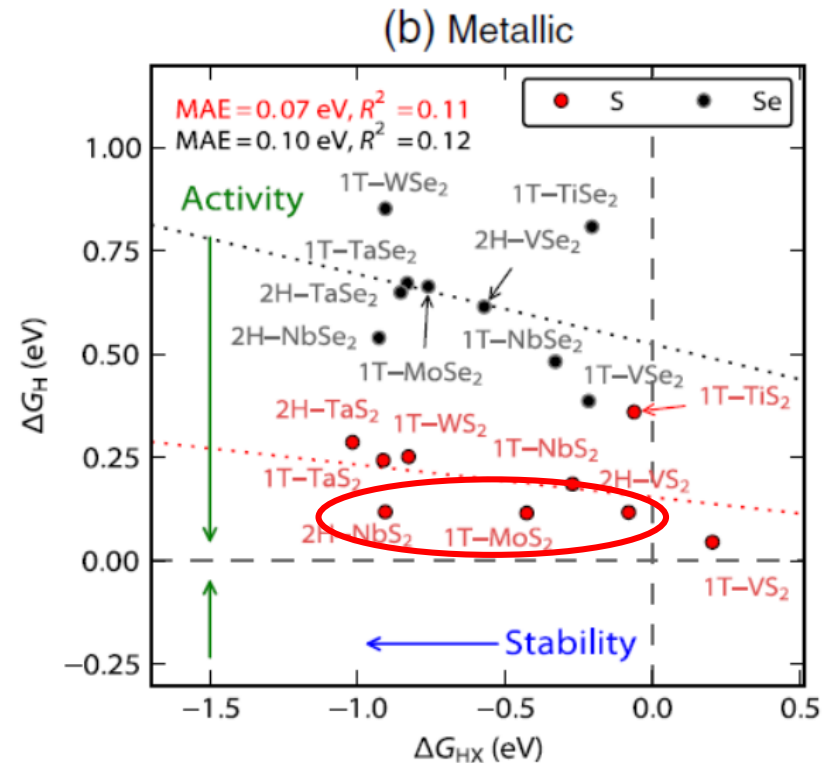 (b) Metallic
MAE = 0.07 eV, R² = 0.11
MAE = 0.10 eV, R² = 0.12
S
Se
1.00
0.75
0.50
0.25
0.00
−0.25
ΔG_H (eV)
Activity
1T−WSe₂
1T−TiSe₂
1T−TaSe₂
2H−VSe₂
2H−TaSe₂
2H−NbSe₂
1T−NbSe₂
1T−MoSe₂
1T−VSe₂
1T−TiS₂
2H−TaS₂
1T−WS₂
1T−NbS₂
1T−TaS₂
2H−VS₂
2H−NbS₂
1T−MoS₂
1T−VS₂
Stability
−1.5
−1.0
−0.5
0.0
0.5
ΔG_HX (eV)